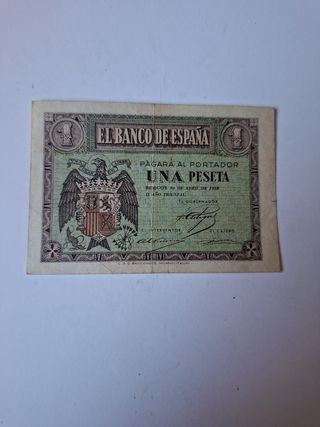 1 1
EL BANCO DE ESPAÑA
PAGARÁ AL PORTADOR
UNA PESETA
BURGOS 30 DE ABRIL DE 1938
II AÑO TRIUNFAL
EL GOBERNADOR
EL INTERVENTOR EL CAJERO